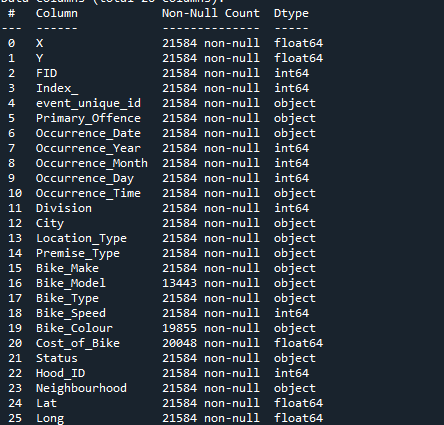 Data columns (total 26 columns):
#   Column            Non-Null Count  Dtype
---  ------            --------------  -----
0   X                 21584 non-null  float64
1   Y                 21584 non-null  float64
2   FID               21584 non-null  int64
3   Index_            21584 non-null  int64
4   event_unique_id   21584 non-null  object
5   Primary_Offence   21584 non-null  object
6   Occurrence_Date   21584 non-null  object
7   Occurrence_Year   21584 non-null  int64
8   Occurrence_Month  21584 non-null  int64
9   Occurrence_Day    21584 non-null  int64
10  Occurrence_Time   21584 non-null  object
11  Division          21584 non-null  int64
12  City              21584 non-null  object
13  Location_Type     21584 non-null  object
14  Premise_Type      21584 non-null  object
15  Bike_Make         21584 non-null  object
16  Bike_Model        13443 non-null  object
17  Bike_Type         21584 non-null  object
18  Bike_Speed        21584 non-null  int64
19  Bike_Colour       19855 non-null  object
20  Cost_of_Bike      20048 non-null  float64
21  Status            21584 non-null  object
22  Hood_ID           21584 non-null  int64
23  Neighbourhood     21584 non-null  object
24  Lat               21584 non-null  float64
25  Long              21584 non-null  float64